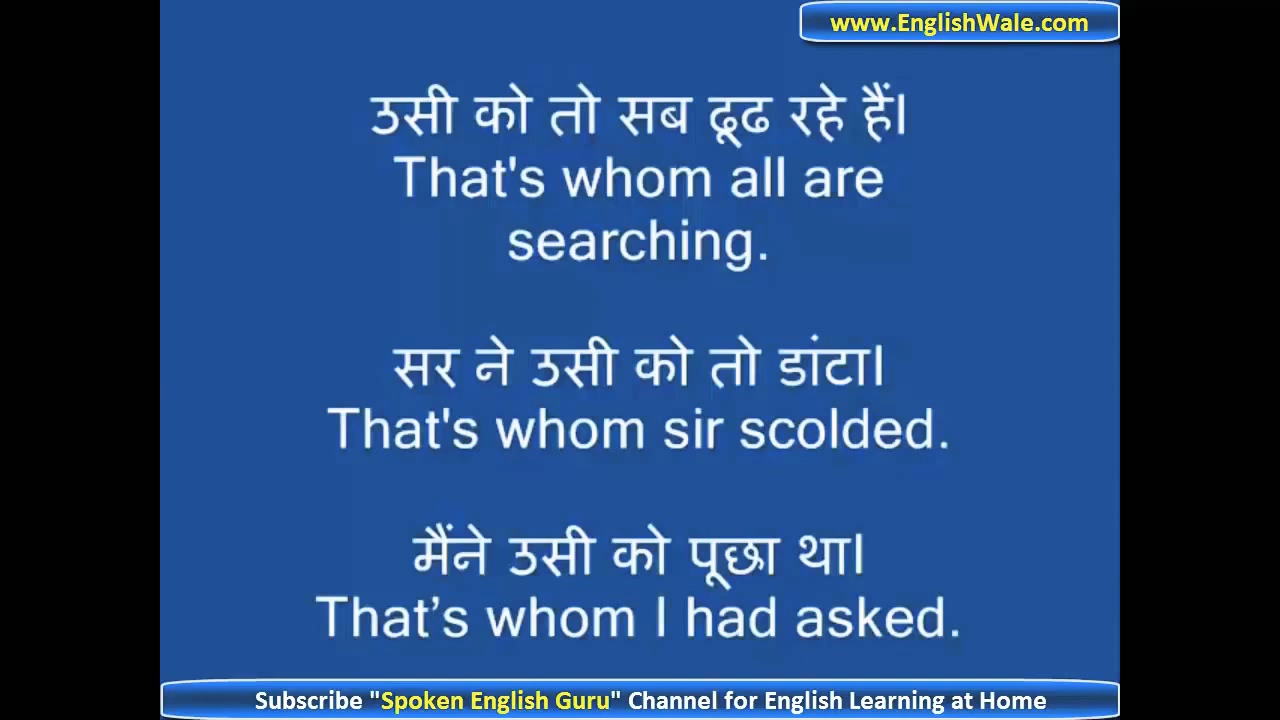 www.EnglishWale.com
उसी को तो सब ढूढ रहे हैं।
That's whom all are
searching.
सर ने उसी को तो डांटा।
That's whom sir scolded.
मैंने उसी को पूछा था।
That’s whom I had asked.
Subscribe "Spoken English Guru" Channel for English Learning at Home